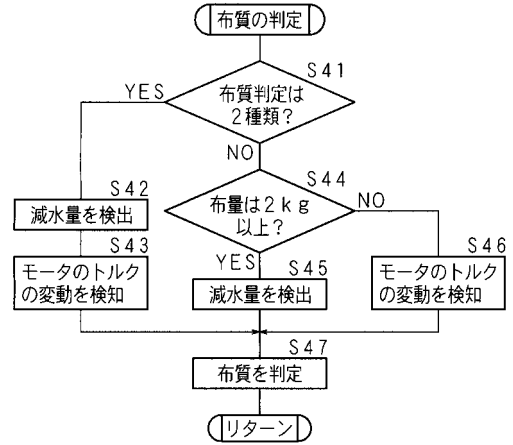 布質の判定
S41
布質判定は
2種類?
YES
NO
S42
減水量を検出
S43
モータのトルク
の変動を検知
S44
布量は2kg
以上?
NO
YES
S45
減水量を検出
S46
モータのトルク
の変動を検知
S47
布質を判定
リターン